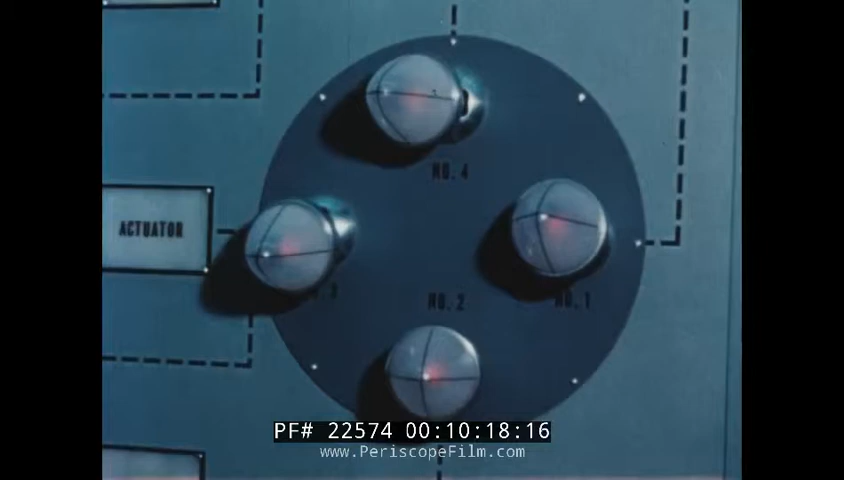 NO. 4
ACTUATOR
NO. 2
NO. 1
PF# 22574 00:10:18:16
www.PeriscopeFilm.com